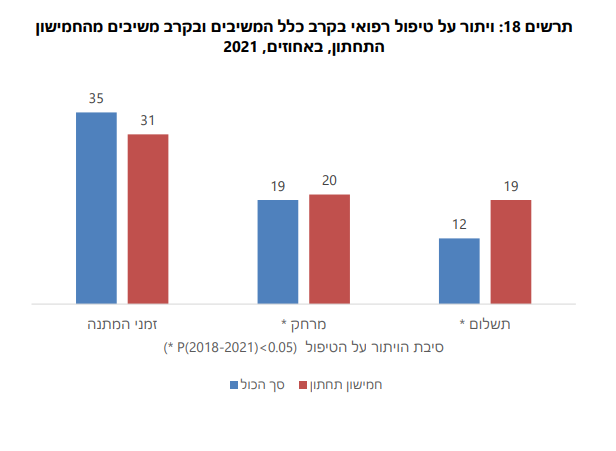 תרשים 18: ויתור על טיפול רפואי בקרב כלל המשיבים ובקרב משיבים מהחמישון
התחתון, באחוזים, 2021
35
31
19
20
12
19
זמני המתנה
מרחק *
תשלום *
סיבת הויתור על הטיפול (P(2018-2021)<0.05 *)
סך הכול
חמישון תחתון